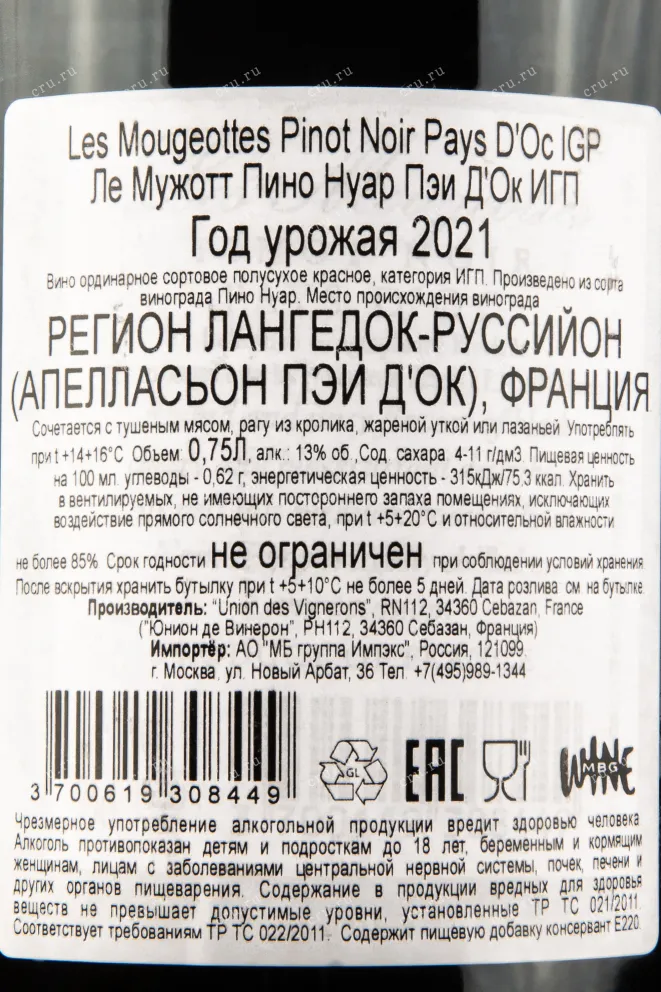 Les Mougeottes Pinot Noir Pays D'Oc IGP
Ле Мужотт Пино Нуар Пэи Д'Ок ИГП
Год урожая 2021
Вино ординарное сортовое полусухое красное, категория ИГП. Произведено из сорта
винограда Пино Нуар. Место происхождения винограда
РЕГИОН ЛАНГЕДОК-РУССИЙОН
(АПЕЛЛАСЬОН ПЭИ Д'ОК), ФРАНЦИЯ
Сочетается с тушеным мясом, рагу из кролика, жареной уткой или лазаньей. Употреблять
при t +14+16°С. Объем: 0,75Л, алк.: 13% об.,Сод. сахара: 4-11 г/дм3. Пищевая ценность
на 100 мл: углеводы - 0,62 г, энергетическая ценность - 315кДж/75,3 ккал. Хранить
в вентилируемых, не имеющих постороннего запаха помещениях, исключающих
воздействие прямого солнечного света, при t +5+20°С и относительной влажности
не более 85%. Срок годности не ограничен при соблюдении условий хранения.
После вскрытия хранить бутылку при t +5+10°С не более 5 дней. Дата розлива: см. на бутылке.
Производитель: "Union des Vignerons", RN112, 34360 Cebazan, France
("Юнион де Винерон", РН112, 34360 Себазан, Франция)
Импортёр: АО "МБ группа Импэкс", Россия, 121099,
г. Москва, ул. Новый Арбат, 36 Тел. +7(495)989-1344
3 700619 308449
GL
EAC
WINE
MBG
Чрезмерное употребление алкогольной продукции вредит здоровью человека.
Алкоголь противопоказан детям и подросткам до 18 лет, беременным и кормящим
женщинам, лицам с заболеваниями центральной нервной системы, почек, печени и
других органов пищеварения. Содержание в продукции вредных для здоровья
веществ не превышает допустимые уровни, установленные ТР ТС 021/2011.
Соответствует требованиям ТР ТС 022/2011. Содержит пищевую добавку консервант Е220.
cru.ru